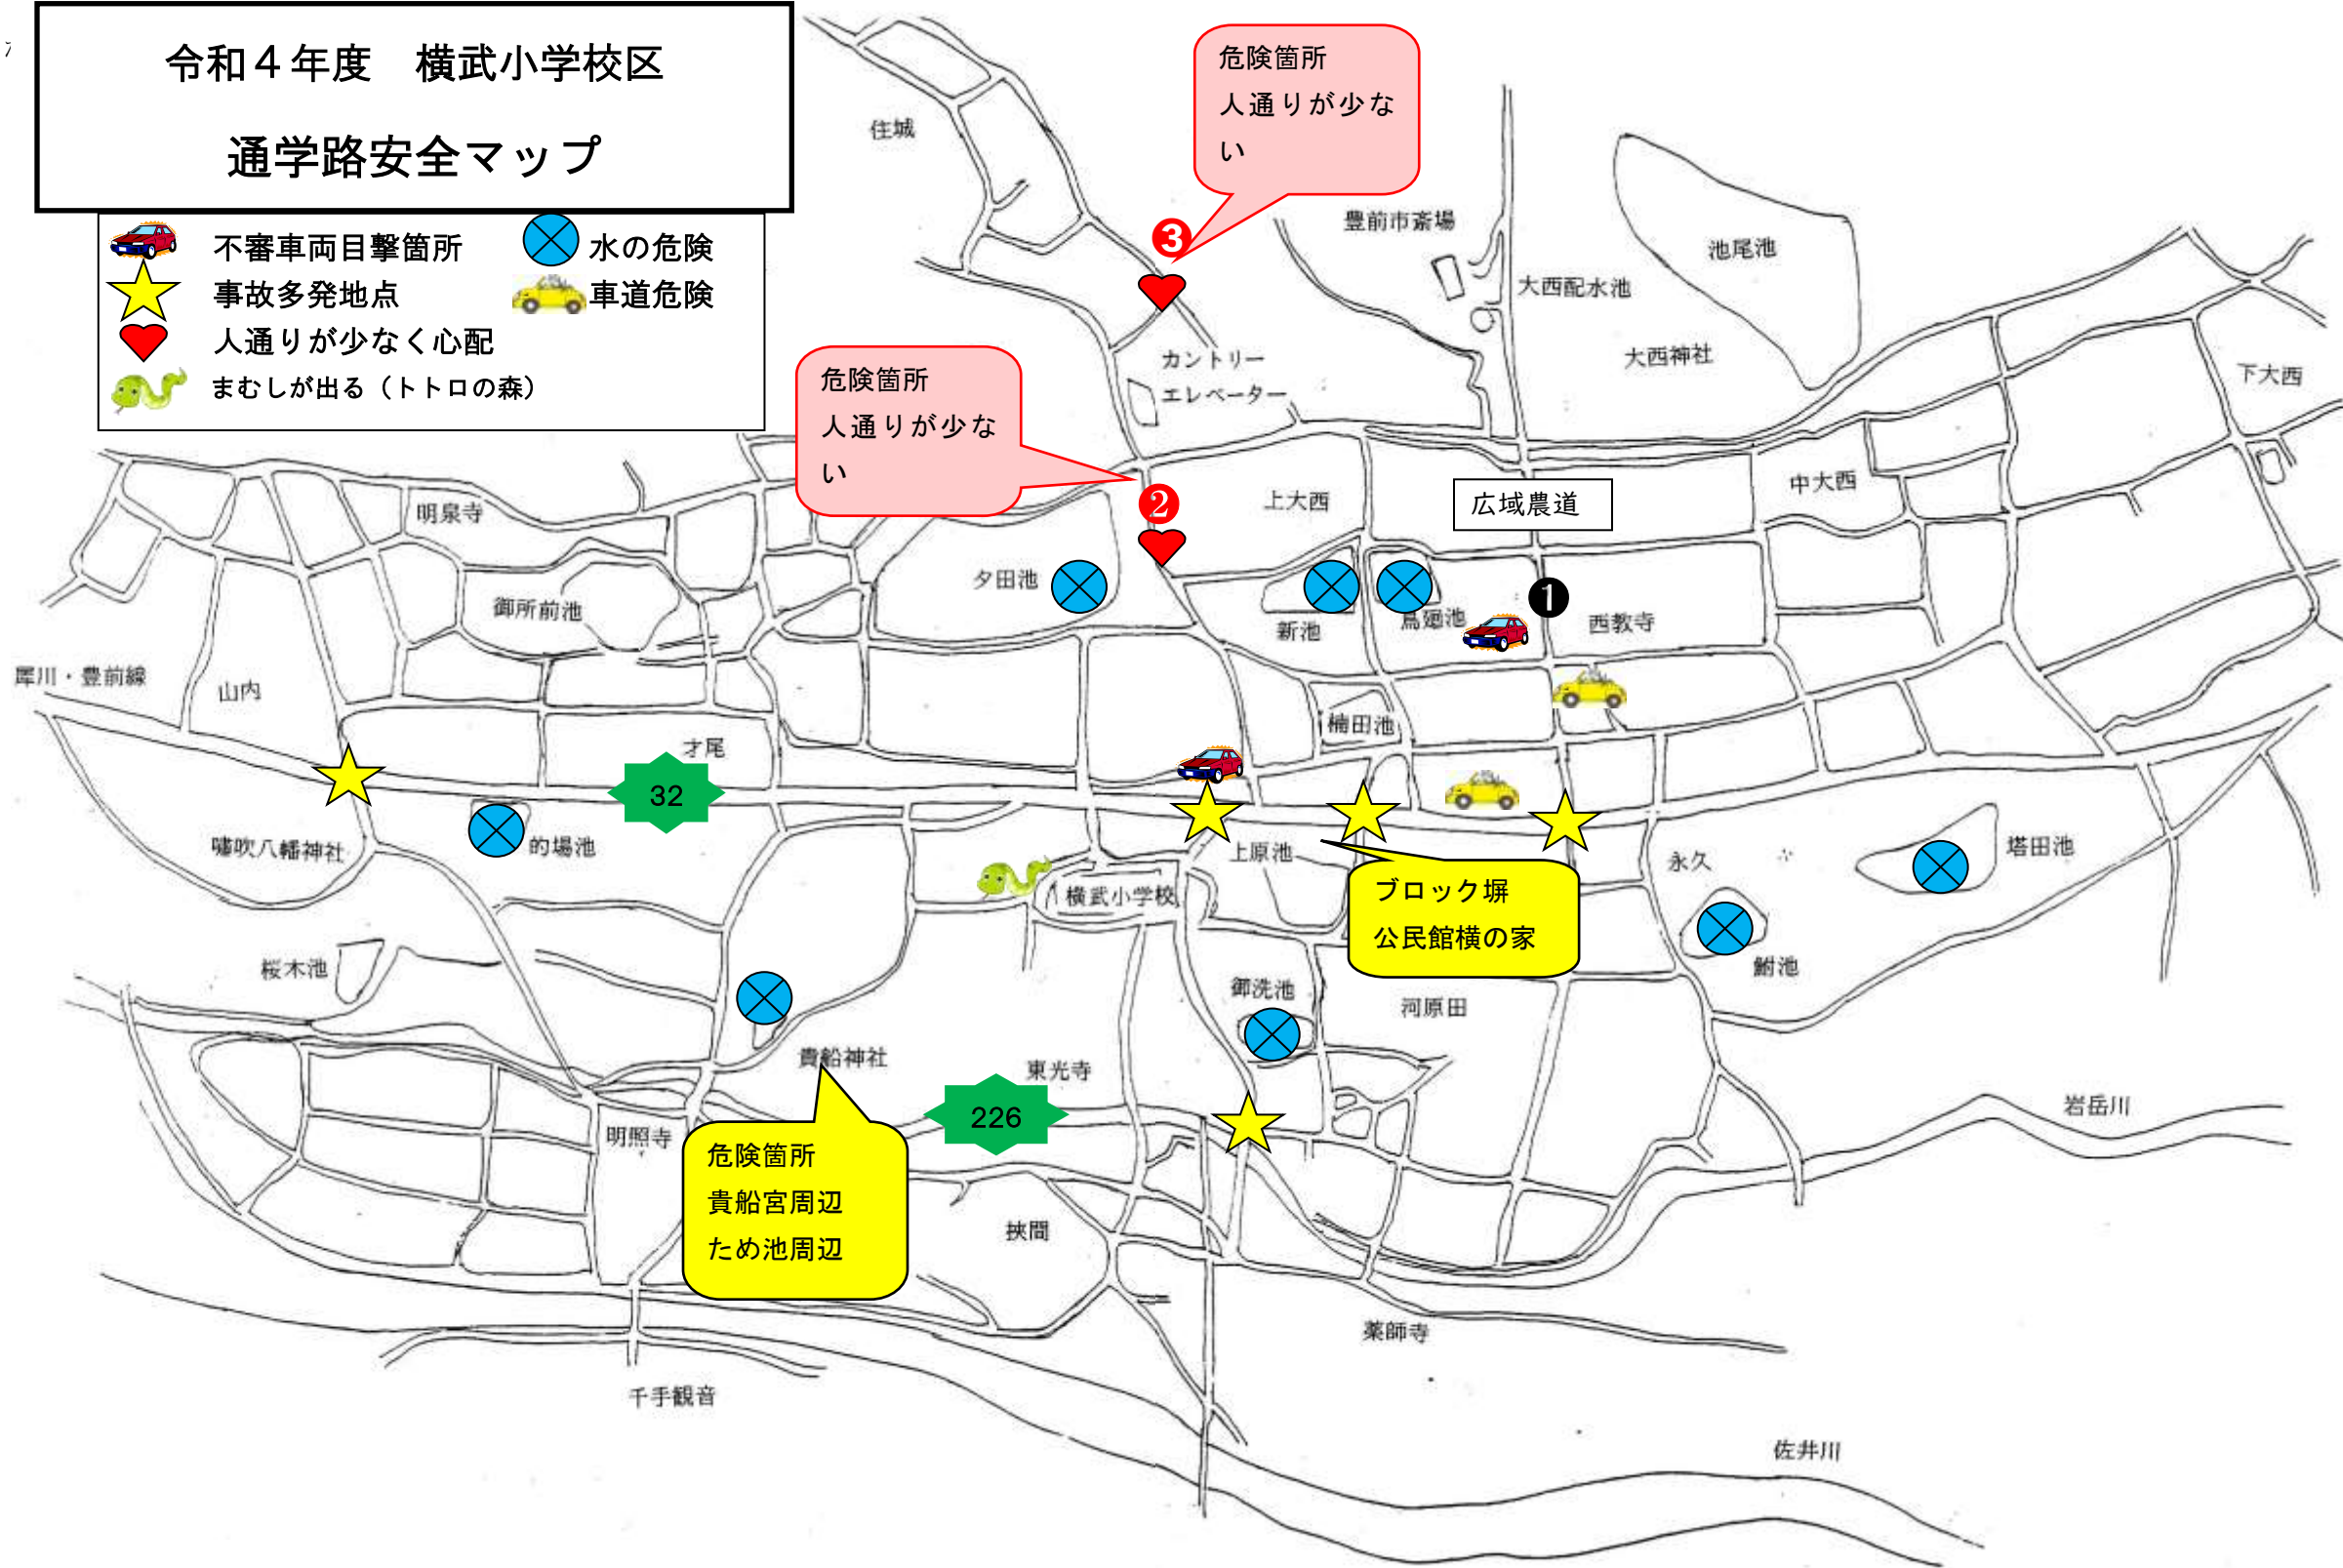 令和４年度　横武小学校区
通学路安全マップ
不審車両目撃箇所
水の危険
事故多発地点
車道危険
人通りが少なく心配
まむしが出る（トトロの森）
危険箇所
人通りが少な
い
❸
住城
豊前市斎場
池尾池
大西配水池
大西神社
カントリー
エレベーター
下大西
危険箇所
人通りが少な
い
❷
上大西
広域農道
中大西
明泉寺
夕田池
御所前池
新池
❶
西教寺
犀川・豊前線
山内
楠田池
才尾
32
嘯吹八幡神社
的場池
上原池
永久
塔田池
横武小学校
ブロック塀
公民館横の家
桜木池
御洗池
河原田
鮒池
貴船神社
東光寺
226
岩岳川
明照寺
危険箇所
貴船宮周辺
ため池周辺
挾間
薬師寺
千手観音
佐井川